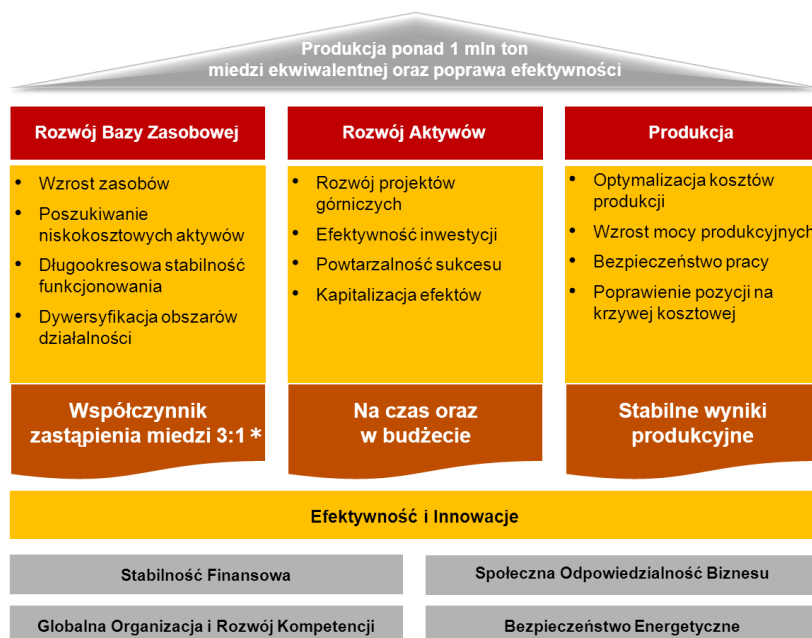 Produkcja ponad 1 mln ton
miedzi ekwiwalentnej oraz poprawa efektywności
Rozwój Bazy Zasobowej
• Wzrost zasobów
• Poszukiwanie
niskokosztowych aktywów
• Długookresowa stabilność
funkcjonowania
• Dywersyfikacja obszarów
działalności
Współczynnik
zastąpienia miedzi 3:1 *
Rozwój Aktywów
• Rozwój projektów
górniczych
• Efektywność inwestycji
• Powtarzalność sukcesu
• Kapitalizacja efektów
Na czas oraz
w budżecie
Produkcja
• Optymalizacja kosztów
produkcji
• Wzrost mocy produkcyjnych
• Bezpieczeństwo pracy
• Poprawienie pozycji na
krzywej kosztowej
Stabilne wyniki
produkcyjne
Efektywność i Innowacje
Stabilność Finansowa
Społeczna Odpowiedzialność Biznesu
Globalna Organizacja i Rozwój Kompetencji
Bezpieczeństwo Energetyczne